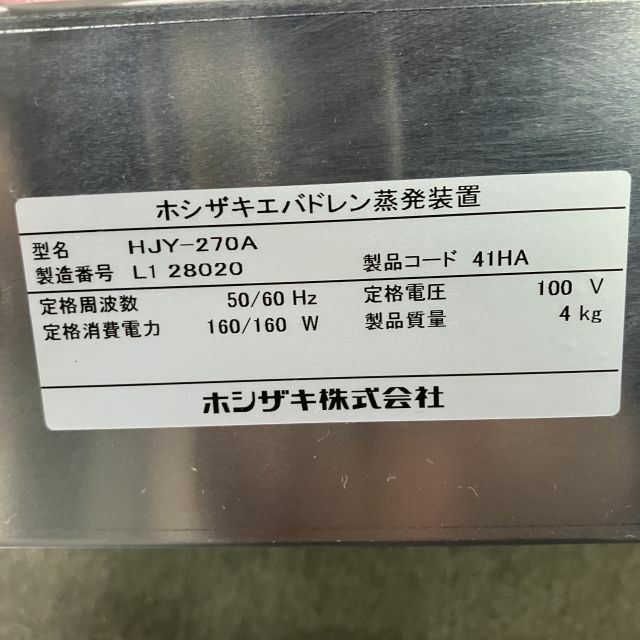 ホシザキエバドレン蒸発装置
型名 HJY-270A
製造番号 L1 28020 製品コード 41HA
定格周波数 50/60 Hz 定格電圧 100 V
定格消費電力 160/160 W 製品質量 4 kg
ホシザキ株式会社